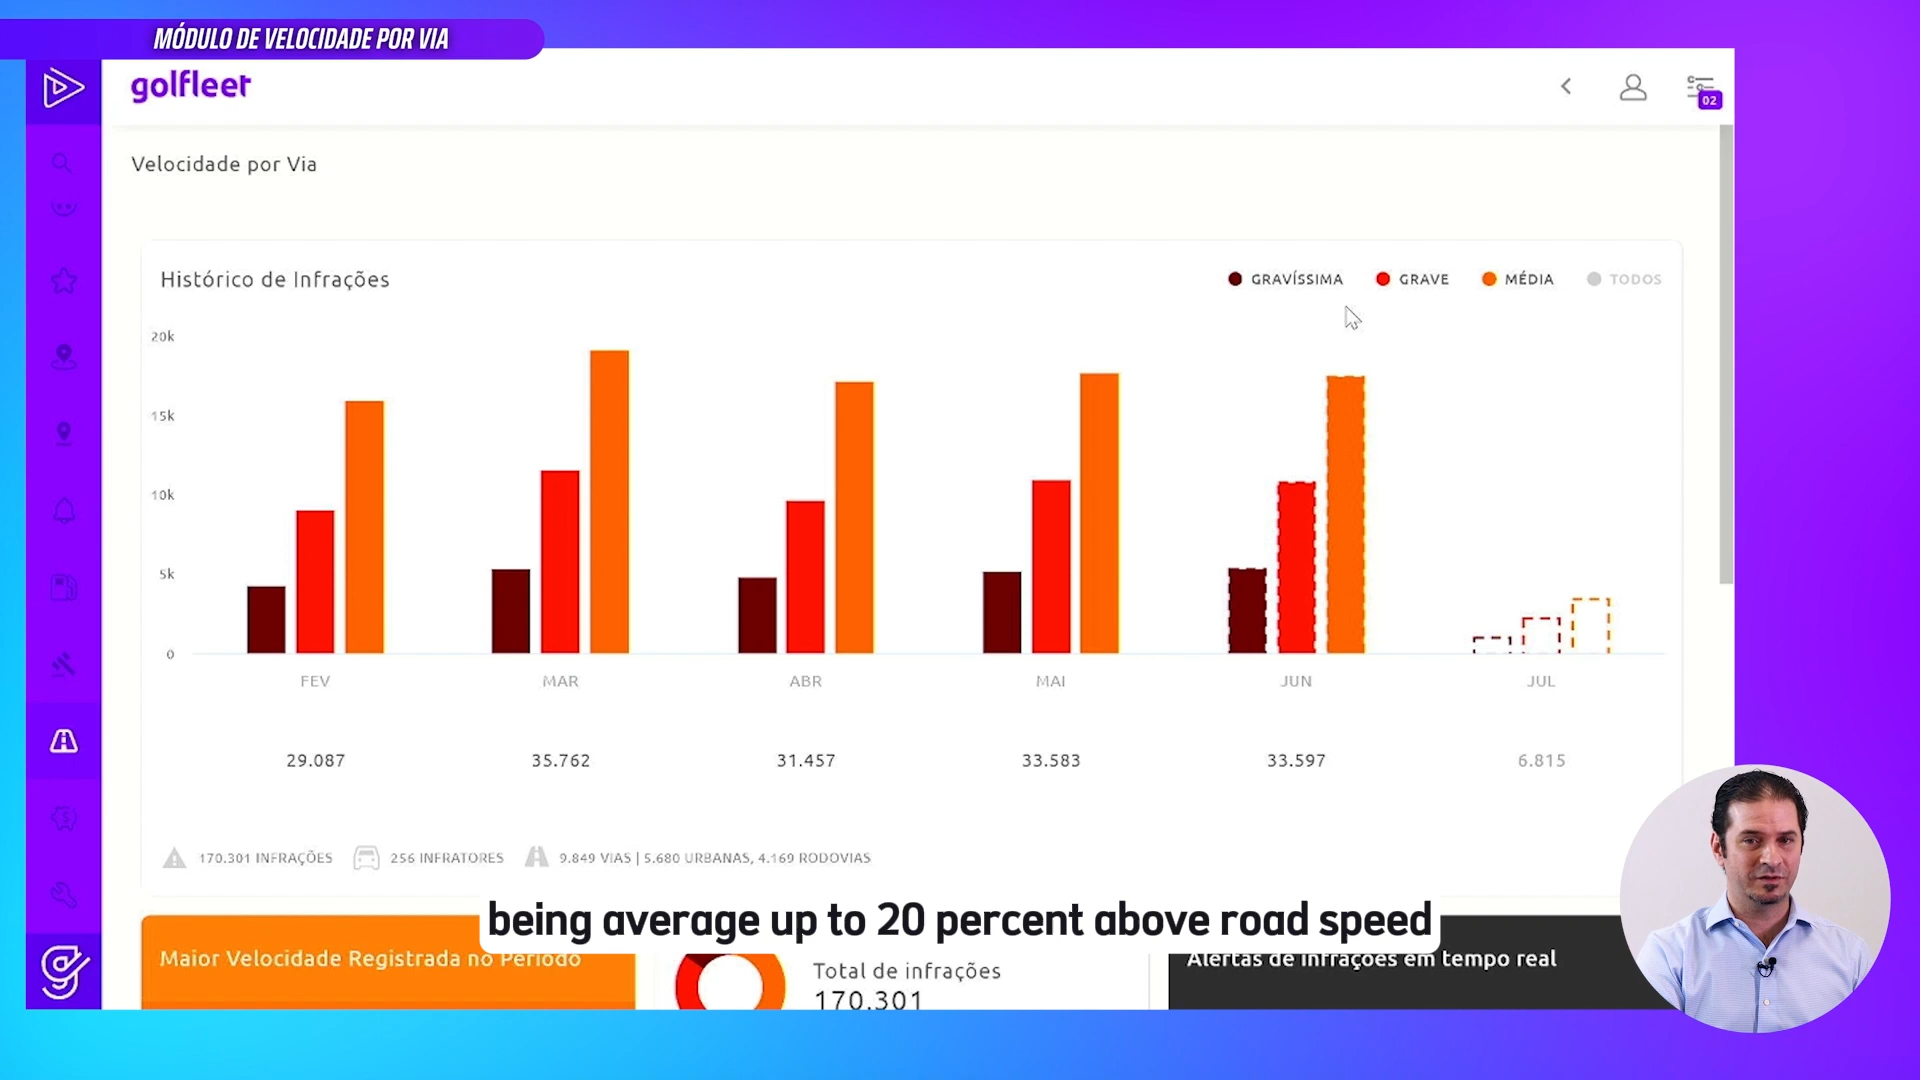 MÓDULO DE VELOCIDADE POR VIA
golfleet
02
Velocidade por Via
Histórico de Infrações
GRAVÍSSIMA GRAVE MÉDIA TODOS
20k
15k
10k
5k
0
FEV MAR ABR MAI JUN JUL
29.087 35.762 31.457 33.583 33.597 6.815
170.301 INFRAÇÕES 256 INFRATORES 9.849 VIAS | 5.680 URBANAS, 4.169 RODOVIAS
being average up to 20 percent above road speed
Maior Velocidade Registrada no Período
Total de infrações
170.301
Alertas de infrações em tempo real